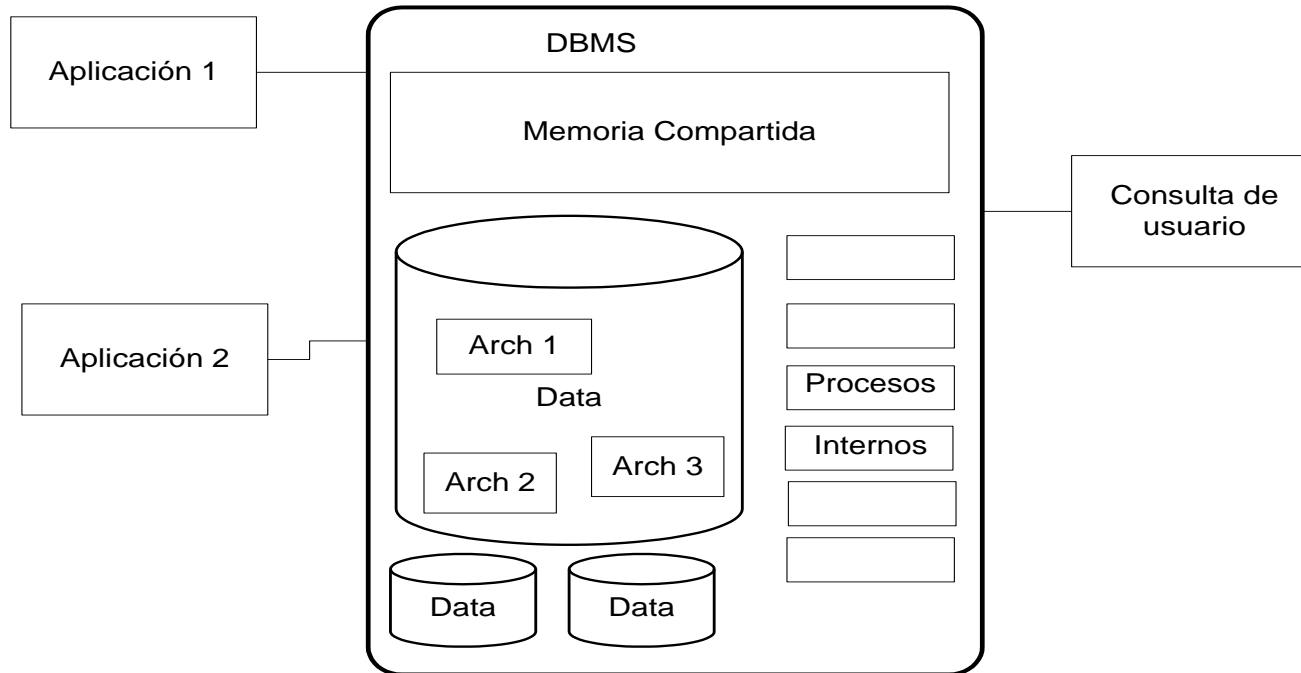 DBMS
Aplicación 1
Memoria Compartida
Consulta de
usuario
Aplicación 2
Arch 1
Data
Procesos
Internos
Arch 2
Arch 3
Data
Data